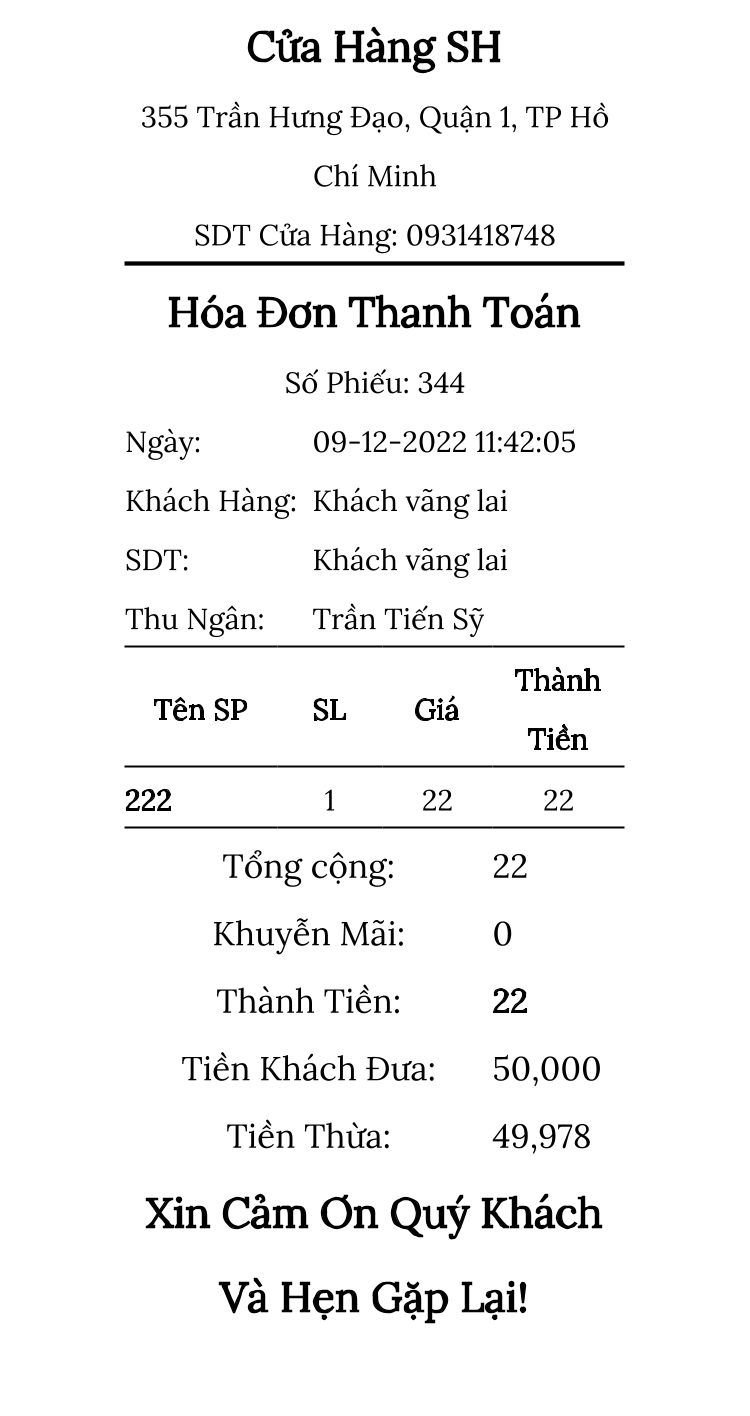 Cửa Hàng SH
355 Trần Hưng Đạo, Quận 1, TP Hồ
Chí Minh
SDT Cửa Hàng: 0931418748
Hóa Đơn Thanh Toán
Số Phiếu: 344
Ngày: 09-12-2022 11:42:05
Khách Hàng: Khách vãng lai
SDT: Khách vãng lai
Thu Ngân: Trần Tiến Sỹ
Tên SP SL Giá Thành
Tiền
222 1 22 22
Tổng cộng: 22
Khuyễn Mãi: 0
Thành Tiền: 22
Tiền Khách Đưa: 50,000
Tiền Thừa: 49,978
Xin Cảm Ơn Quý Khách
Và Hẹn Gặp Lại!